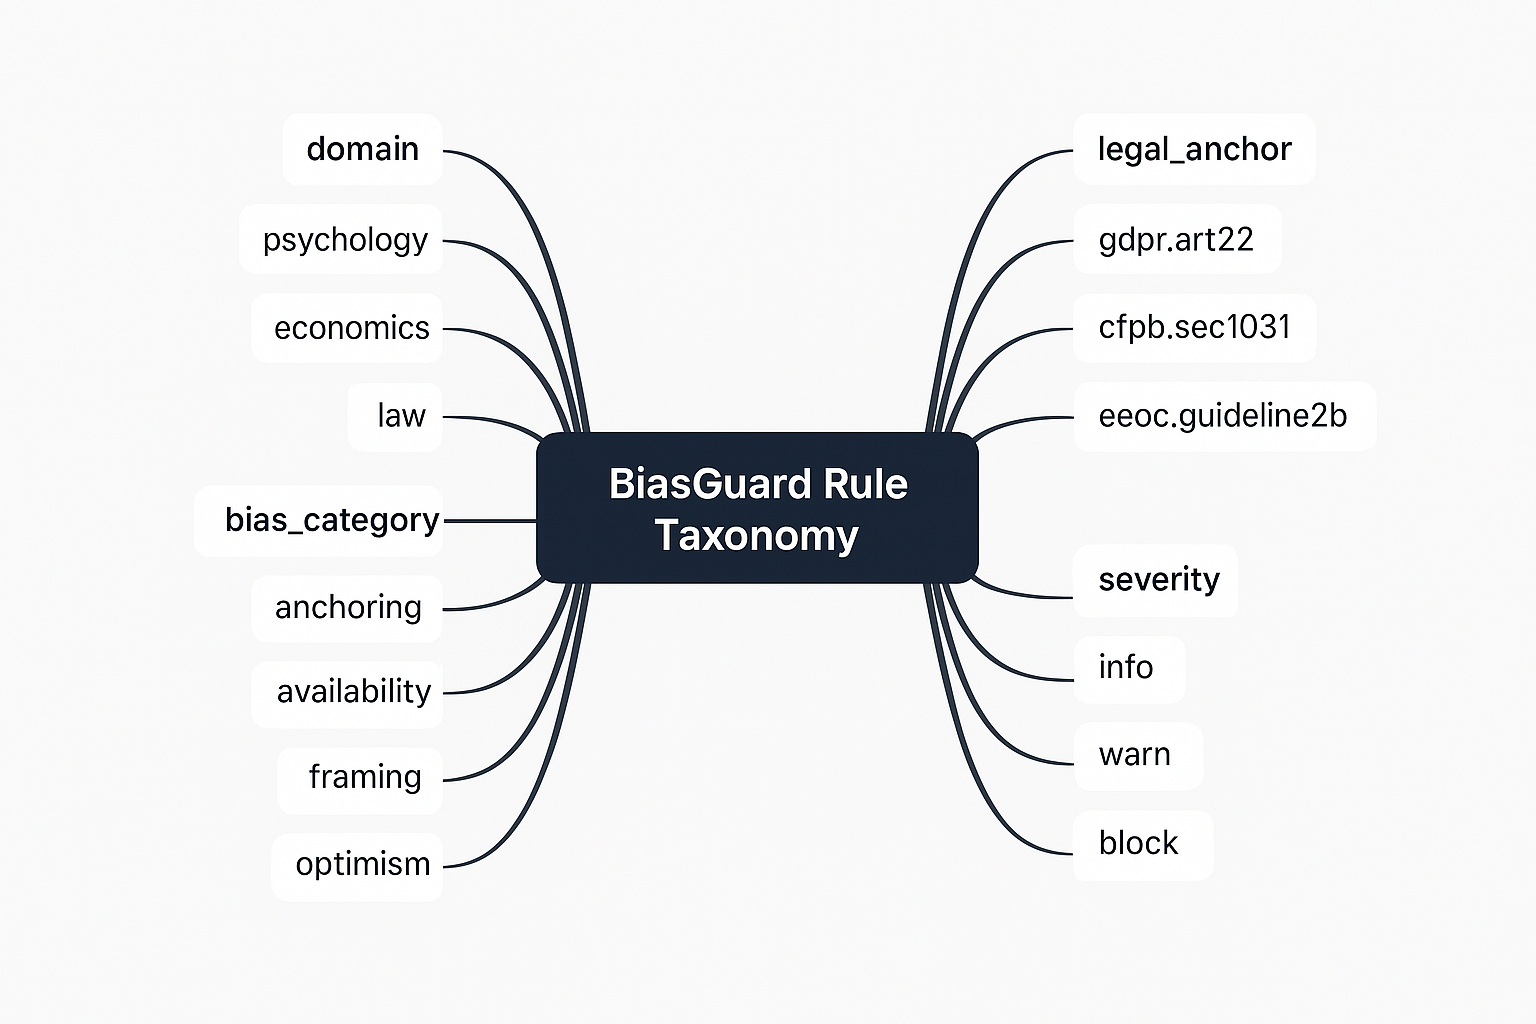 domain
psychology
economics
law
bias_category
anchoring
availability
framing
optimism
BiasGuard Rule
Taxonomy
legal_anchor
gdpr.art22
cfpb.sec1031
eeoc.guideline2b
severity
info
warn
block